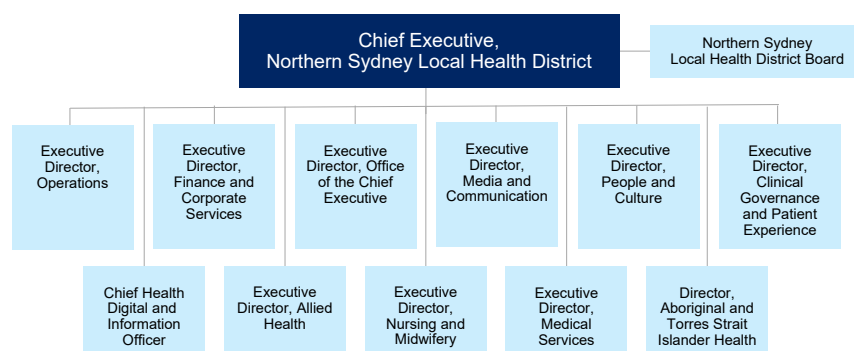 Chief Executive,
Northern Sydney Local Health District
Northern Sydney
Local Health District Board
Executive
Director,
Operations
Executive
Director,
Finance and
Corporate
Services
Executive
Director, Office
of the Chief
Executive
Executive
Director,
Media and
Communication
Executive
Director,
People and
Culture
Executive
Director,
Clinical
Governance
and Patient
Experience
Chief Health
Digital and
Information
Officer
Executive
Director, Allied
Health
Executive
Director,
Nursing and
Midwifery
Executive
Director,
Medical
Services
Director,
Aboriginal and
Torres Strait
Islander Health